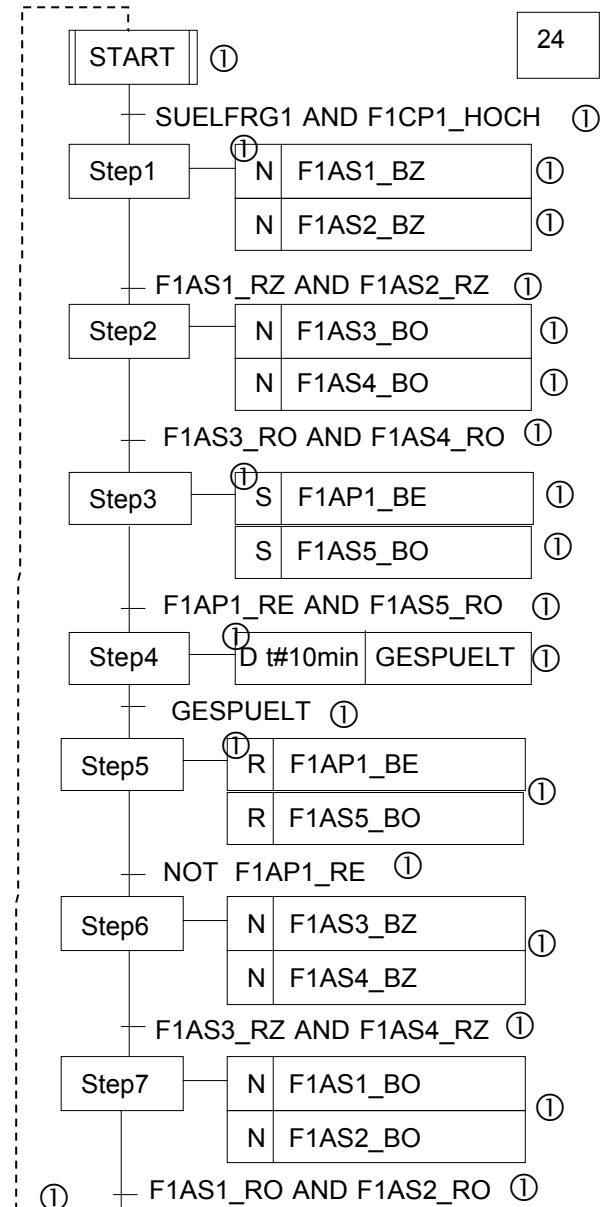 24
START ①
SUELFRG1 AND F1CP1_HOCH ①
①
Step1 N F1AS1_BZ ①
N F1AS2_BZ ①
F1AS1_RZ AND F1AS2_RZ ①
Step2 N F1AS3_BO ①
N F1AS4_BO ①
F1AS3_RO AND F1AS4_RO ①
①
Step3 S F1AP1_BE ①
S F1AS5_BO ①
F1AP1_RE AND F1AS5_RO ①
①
Step4 D t#10min GESPUELT ①
GESPUELT ①
①
Step5 R F1AP1_BE
①
R F1AS5_BO
NOT F1AP1_RE ①
Step6 N F1AS3_BZ
①
N F1AS4_BZ
F1AS3_RZ AND F1AS4_RZ ①
Step7 N F1AS1_BO
①
N F1AS2_BO
① F1AS1_RO AND F1AS2_RO ①